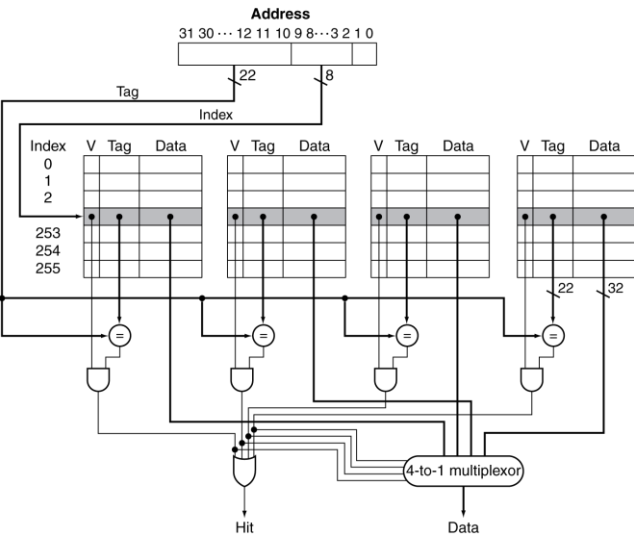 Address
31 30 ··· 12 11 10 9 8···3 2 1 0
22
8
Tag
Index
Index V Tag Data V Tag Data V Tag Data V Tag Data
0
1
2
253
254
255
22
32
= = = =
4-to-1 multiplexor
Hit
Data